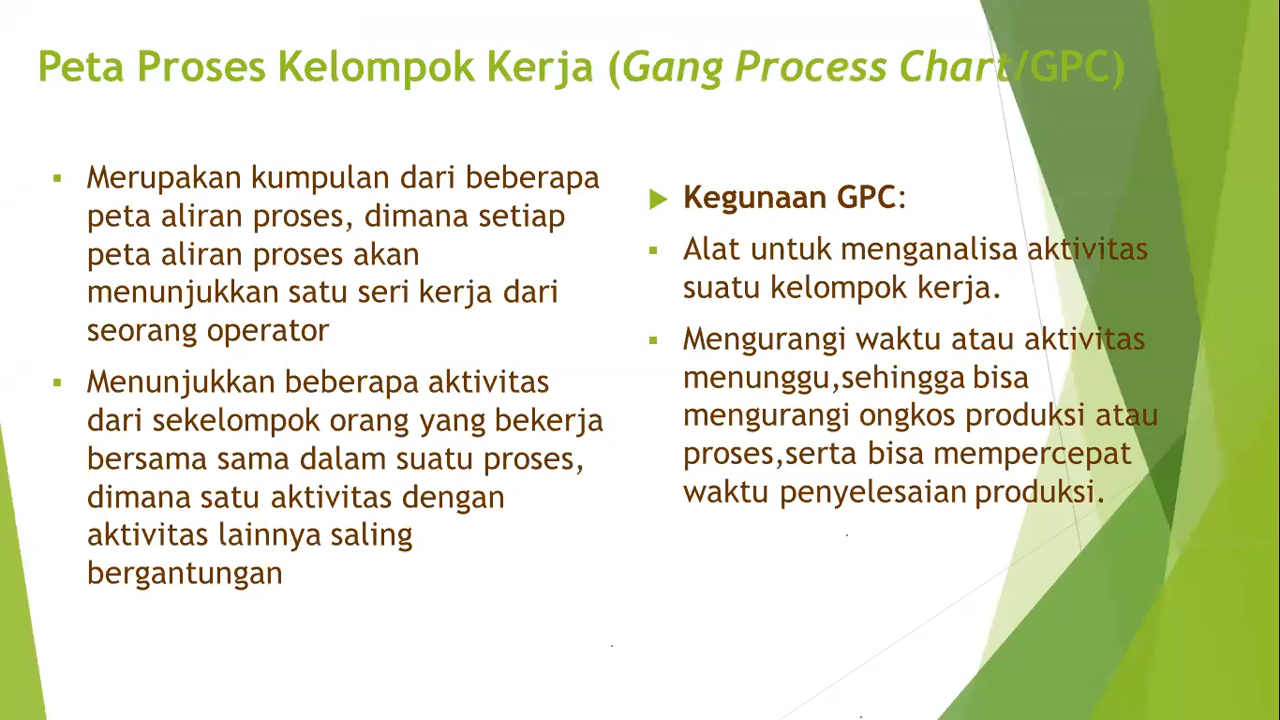 Peta Proses Kelompok Kerja (Gang Process Chart/GPC)
Merupakan kumpulan dari beberapa
peta aliran proses, dimana setiap
peta aliran proses akan
menunjukkan satu seri kerja dari
seorang operator
Menunjukkan beberapa aktivitas
dari sekelompok orang yang bekerja
bersama sama dalam suatu proses,
dimana satu aktivitas dengan
aktivitas lainnya saling
bergantungan
Kegunaan GPC:
Alat untuk menganalisa aktivitas
suatu kelompok kerja.
Mengurangi waktu atau aktivitas
menunggu,sehingga bisa
mengurangi ongkos produksi atau
proses,serta bisa mempercepat
waktu penyelesaian produksi.